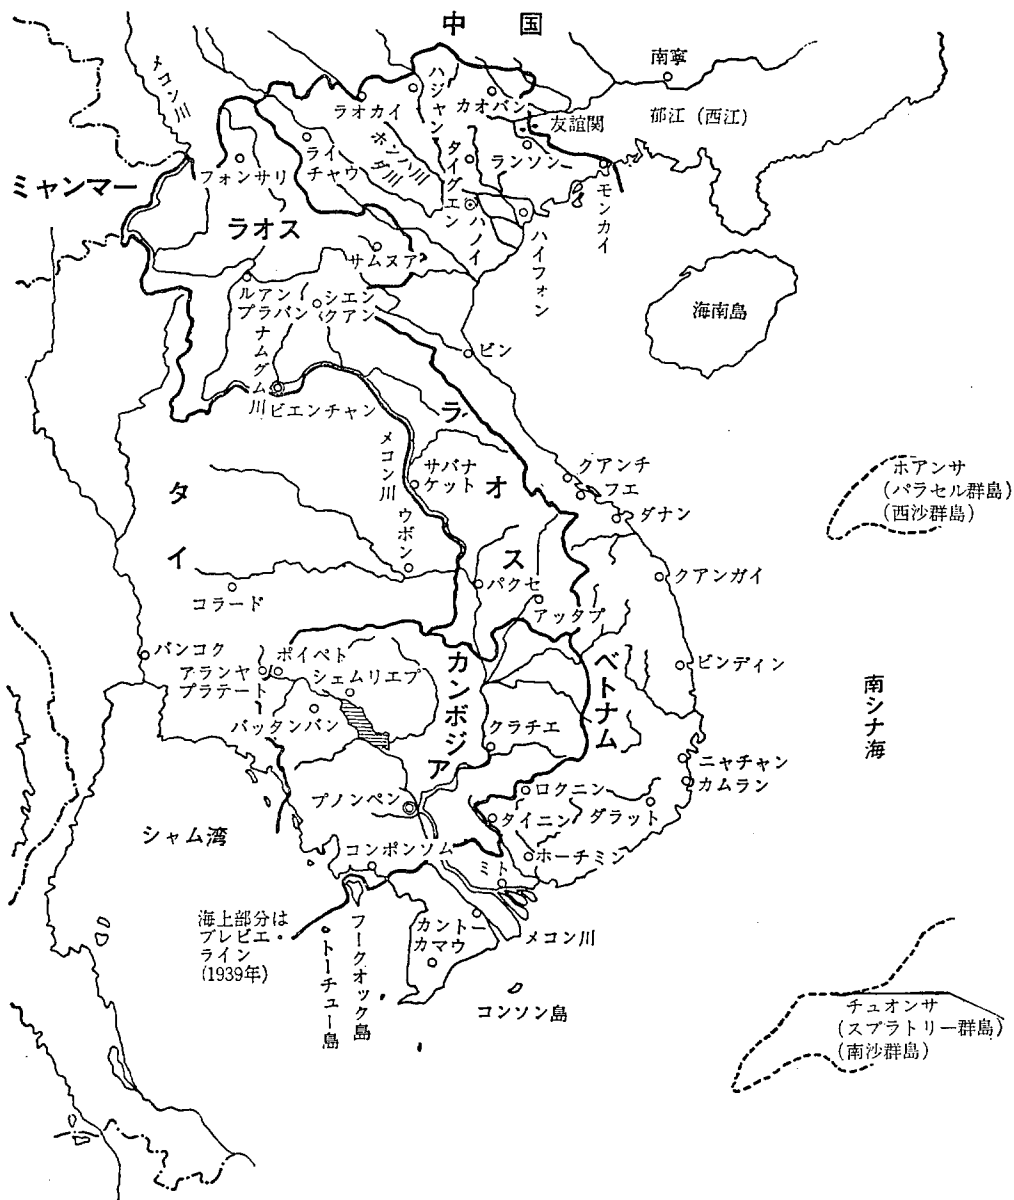 中国
メコン川
南寧
ハジャン
ラオカイ
カオバン
友誼関
郁江（西江）
ホンハ川
ダ川
タイグエン
ランソン
ライ
チャウ
フォンサリ
ミャンマー
モンカイ
ラオス
ハノイ
ハイフォン
サムヌア
ルアン
プラバン
シエン
クアン
海南島
ナムグム川
ビン
ビエンチャン
ラオス
メコン川
サバナ
ケット
クアンチ
フエ
ダナン
ホアンサ
（パラセル群島）
（西沙群島）
タイ
ウボン
パクセ
クアンガイ
コラード
アッタプ
バンコク
アランヤ
プラテート
ポイペト
シェムリエプ
カンボジア
ベトナム
ビンディン
バッタンバン
クラチエ
南シナ海
ニャチャン
カムラン
プノンペン
ロクニン
タイニン
ダラット
シャム湾
コンポンソム
ホーチミン
ミト
海上部分は
ブレビエ・
ライン
(1939年)
カントー
カマウ
メコン川
フークオック島
トーチュー島
コンソン島
チュオンサ
（スプラトリー群島）
（南沙群島）